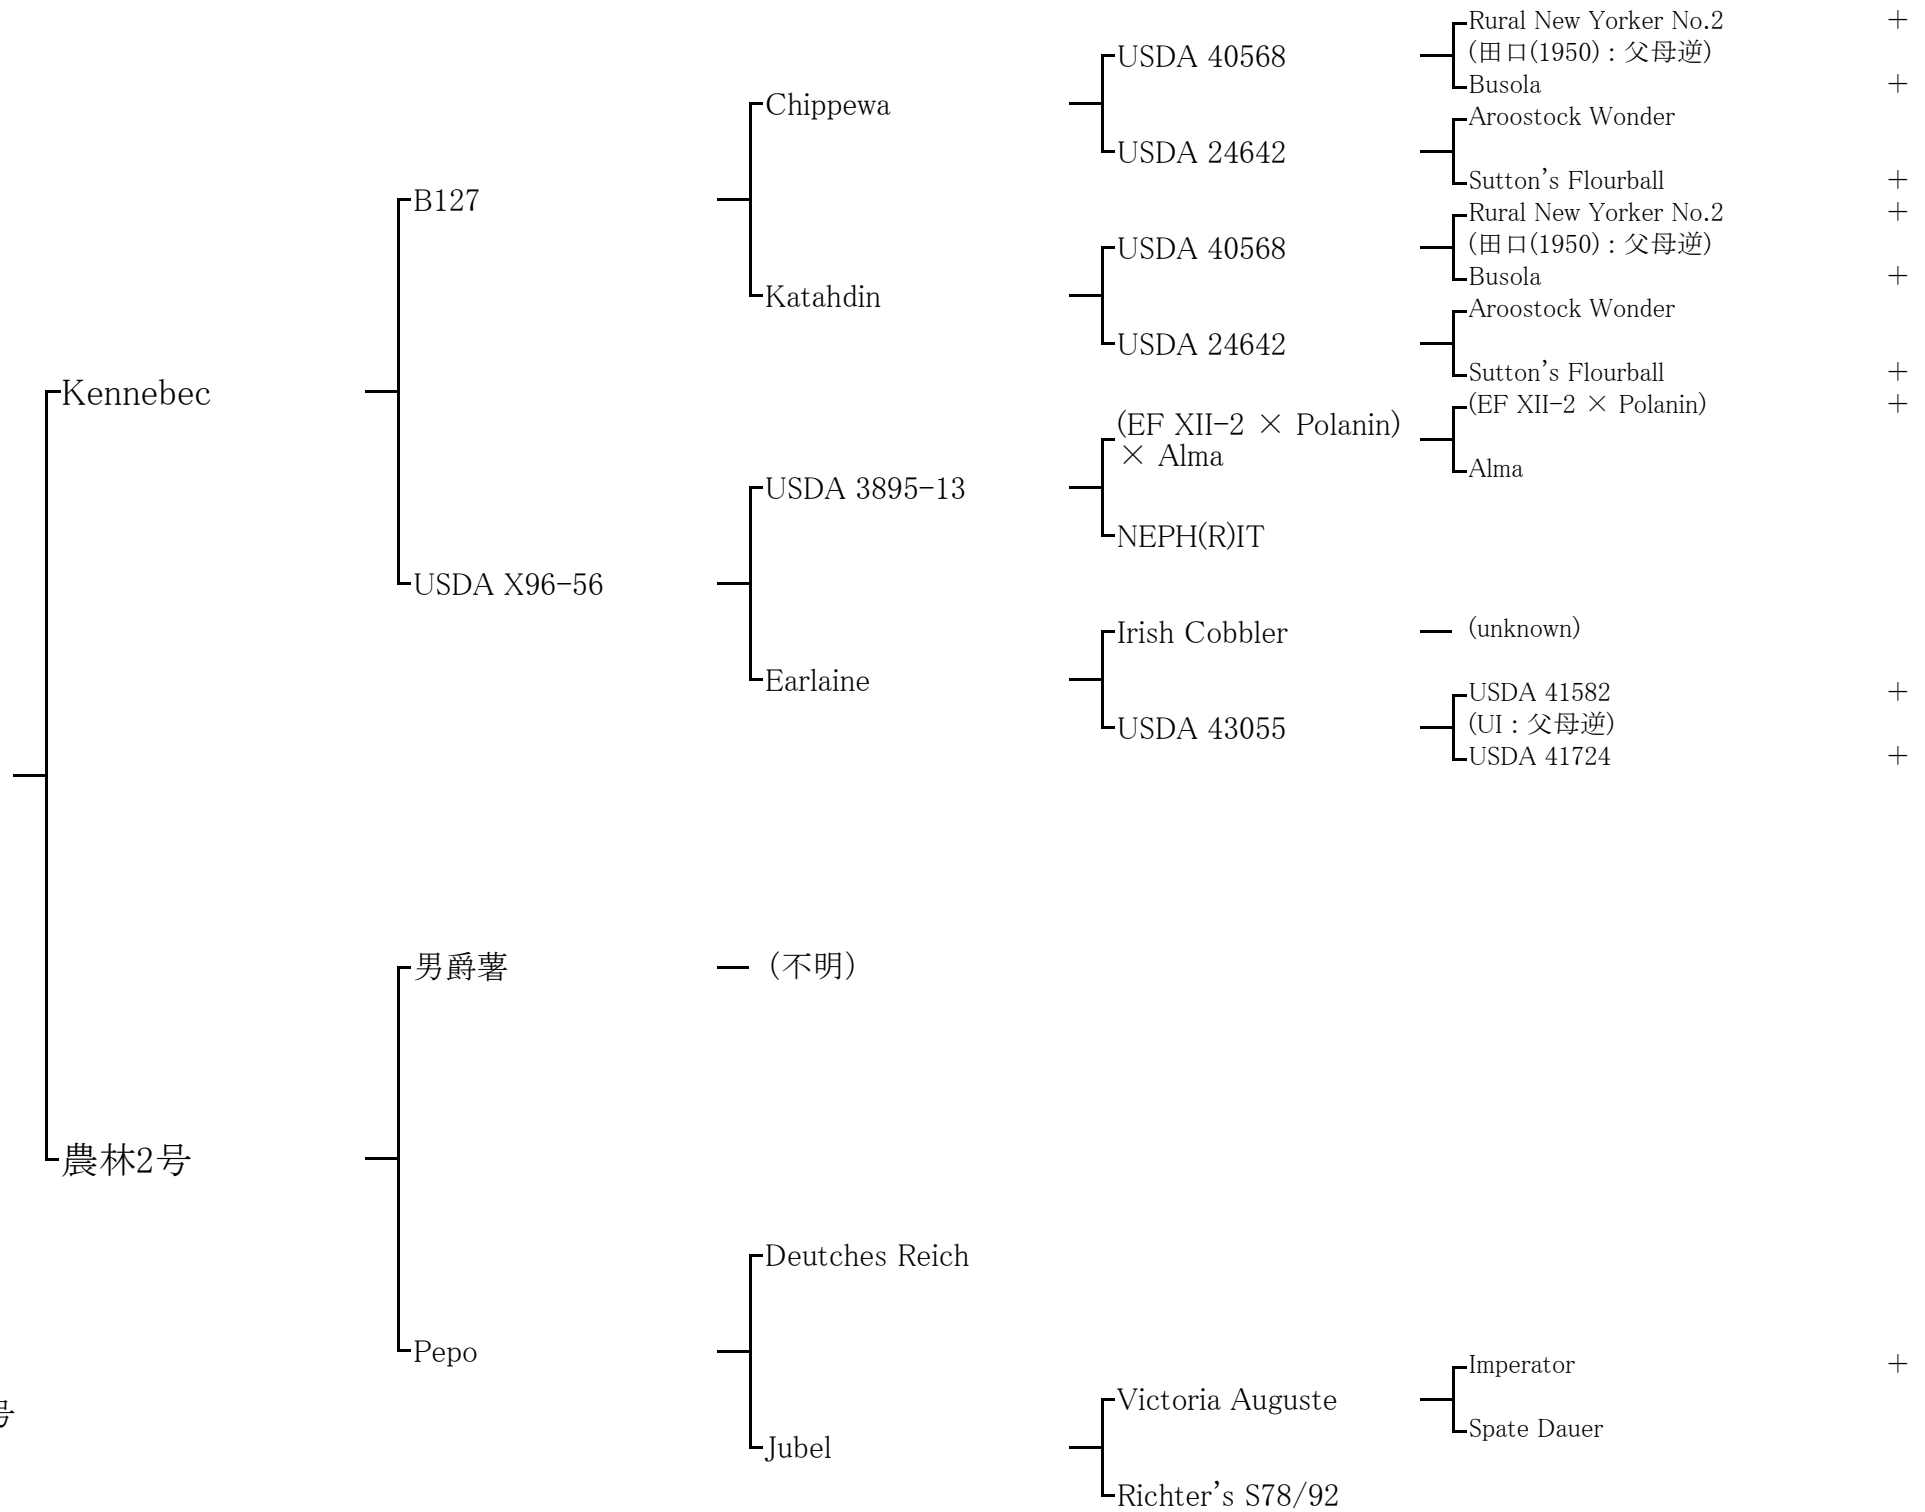 Rural New Yorker No.2 +
USDA 40568 (田口(1950) : 父母逆)
Busola +
Chippewa
Aroostock Wonder
USDA 24642
Sutton's Flourball +
B127
Rural New Yorker No.2 +
USDA 40568 (田口(1950) : 父母逆)
Busola +
Katahdin
Aroostock Wonder
USDA 24642
Sutton's Flourball +
Kennebec
(EF XII-2 × Polanin) +
(EF XII-2 × Polanin)
× Alma
Alma
USDA 3895-13
NEPH(R)IT
USDA X96-56
Irish Cobbler (unknown)
Earlaine
USDA 41582 +
USDA 43055 (UI : 父母逆)
USDA 41724 +
男爵薯 (不明)
農林2号
Deutches Reich
Pepo
Imperator +
Victoria Auguste
号
Spate Dauer
Jubel
Richter's S78/92